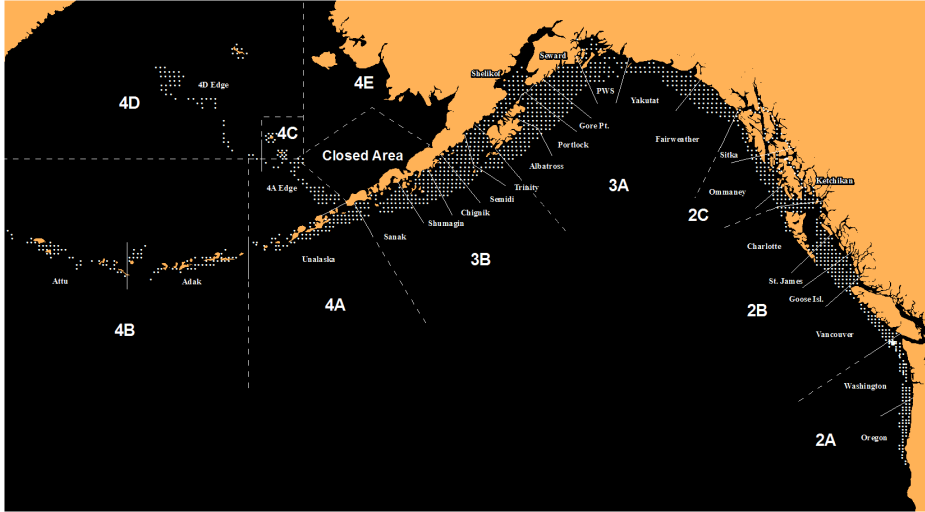 Seward
Shelikof
4E
4D Edge
4D
PWS
Yakutat
Gore Pt.
4C
Fairwenther
Portlock
Closed Area
Sitka
Albatross
Ketchikan
3A
4A Edge
Trinity
Ommaney
Semidi
Chignik
2C
Shumagin
Sanak
Charlotte
Unalaska
3B
Attu
Adak
St. James
Goose Isl.
4A
2B
4B
Vancouver
Washington
Oregon
2A